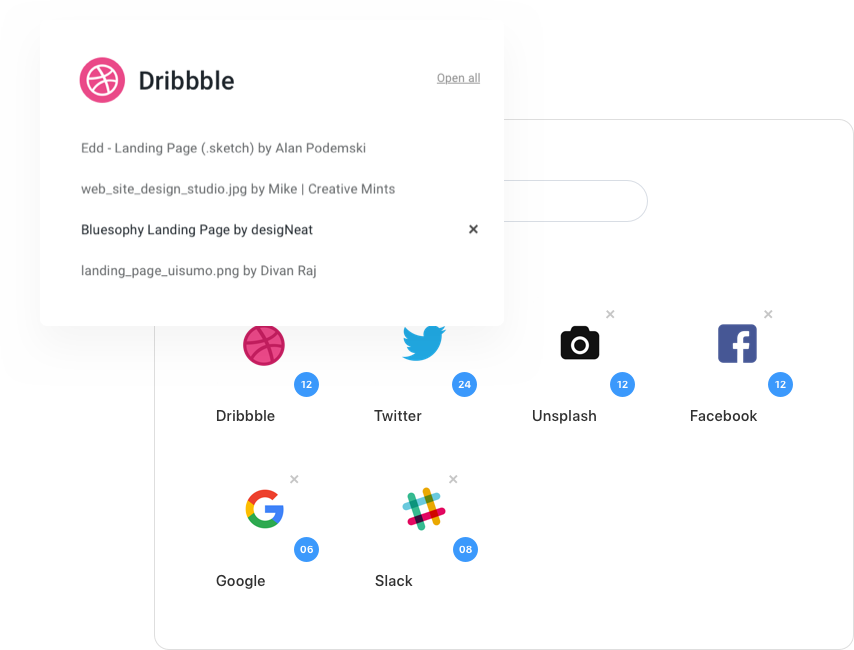 Dribbble
Open all
Edd - Landing Page (.sketch) by Alan Podemski
web_site_design_studio.jpg by Mike | Creative Mints
Bluesophy Landing Page by desigNeat
landing_page_uisumo.png by Divan Raj
12
24
12
12
Dribbble
Twitter
Unsplash
Facebook
06
08
Google
Slack